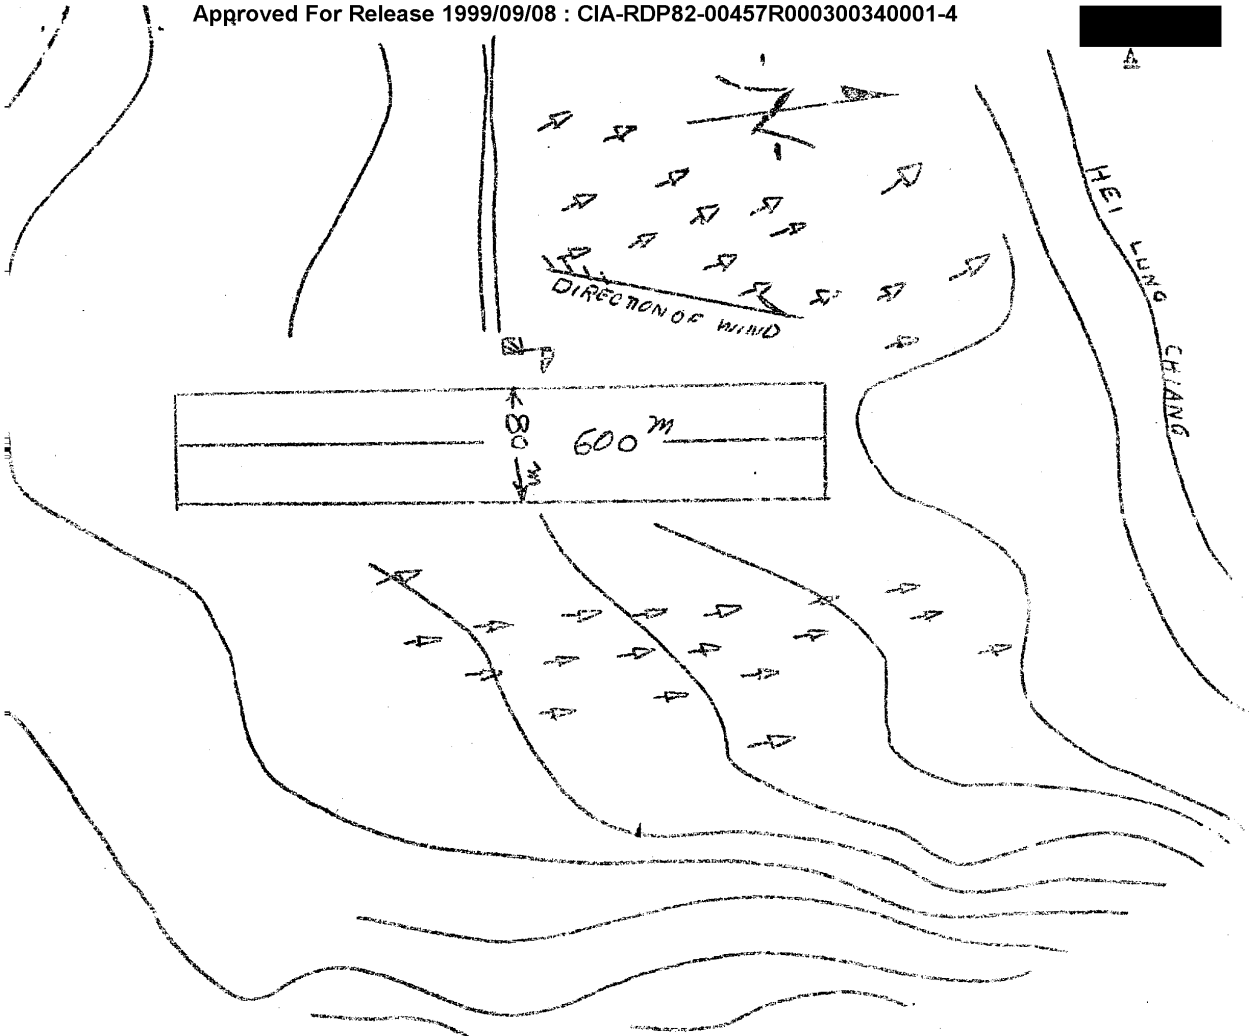 Approved For Release 1999/09/08 : CIA-RDP82-00457R000300340001-4
N
HEI LUNG CHIANG
DIRECTION OF WIND
80 m
600 m